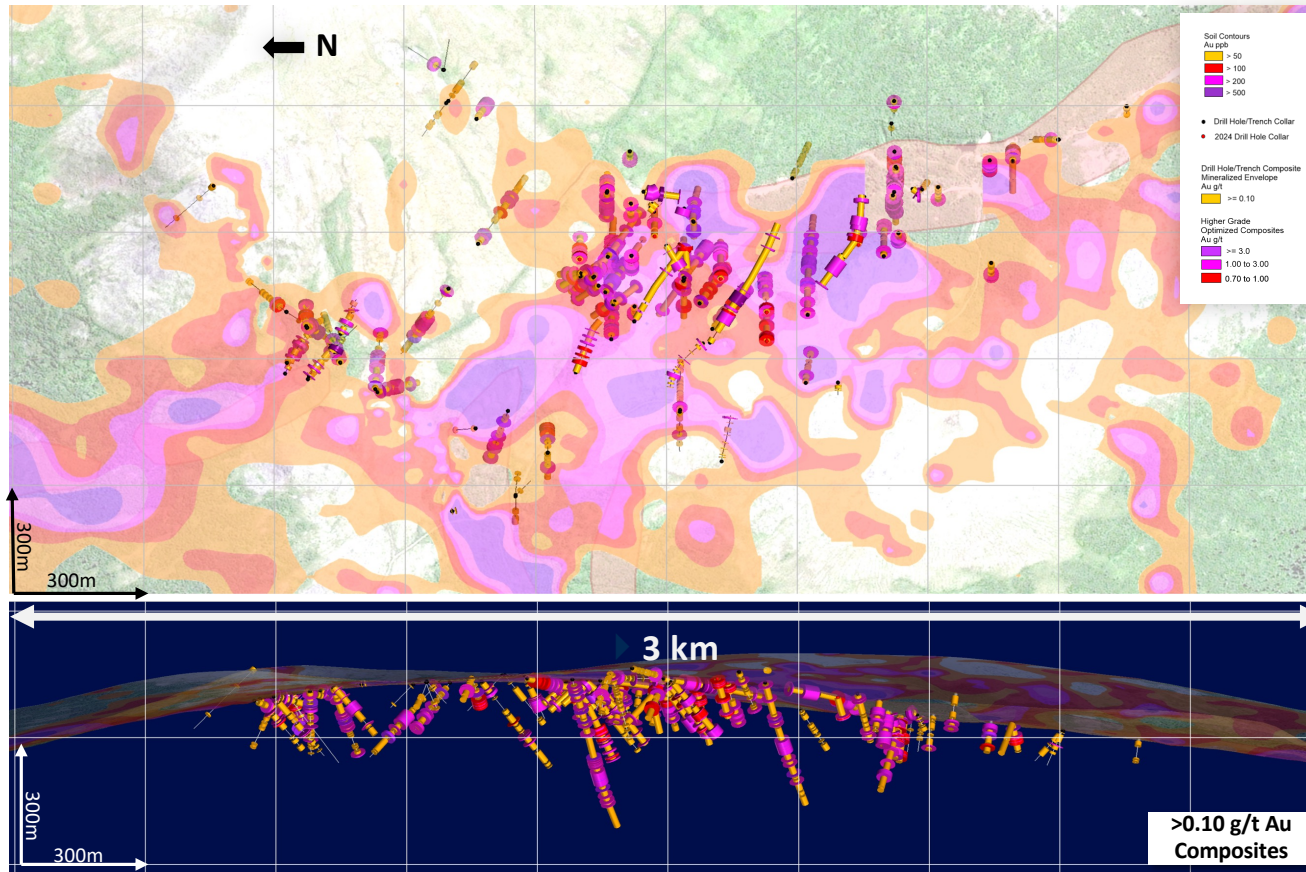 N
Soil Contours
Au ppb
> 50
> 100
> 200
> 500
Drill Hole/Trench Collar
2024 Drill Hole Collar
Drill Hole/Trench Composite
Mineralized Envelope
Au g/t
>= 0.10
Higher Grade
Optimized Composites
Au g/t
>= 3.0
1.00 to 3.00
0.70 to 1.00
300m
300m
3 km
300m
300m
>0.10 g/t Au
Composites